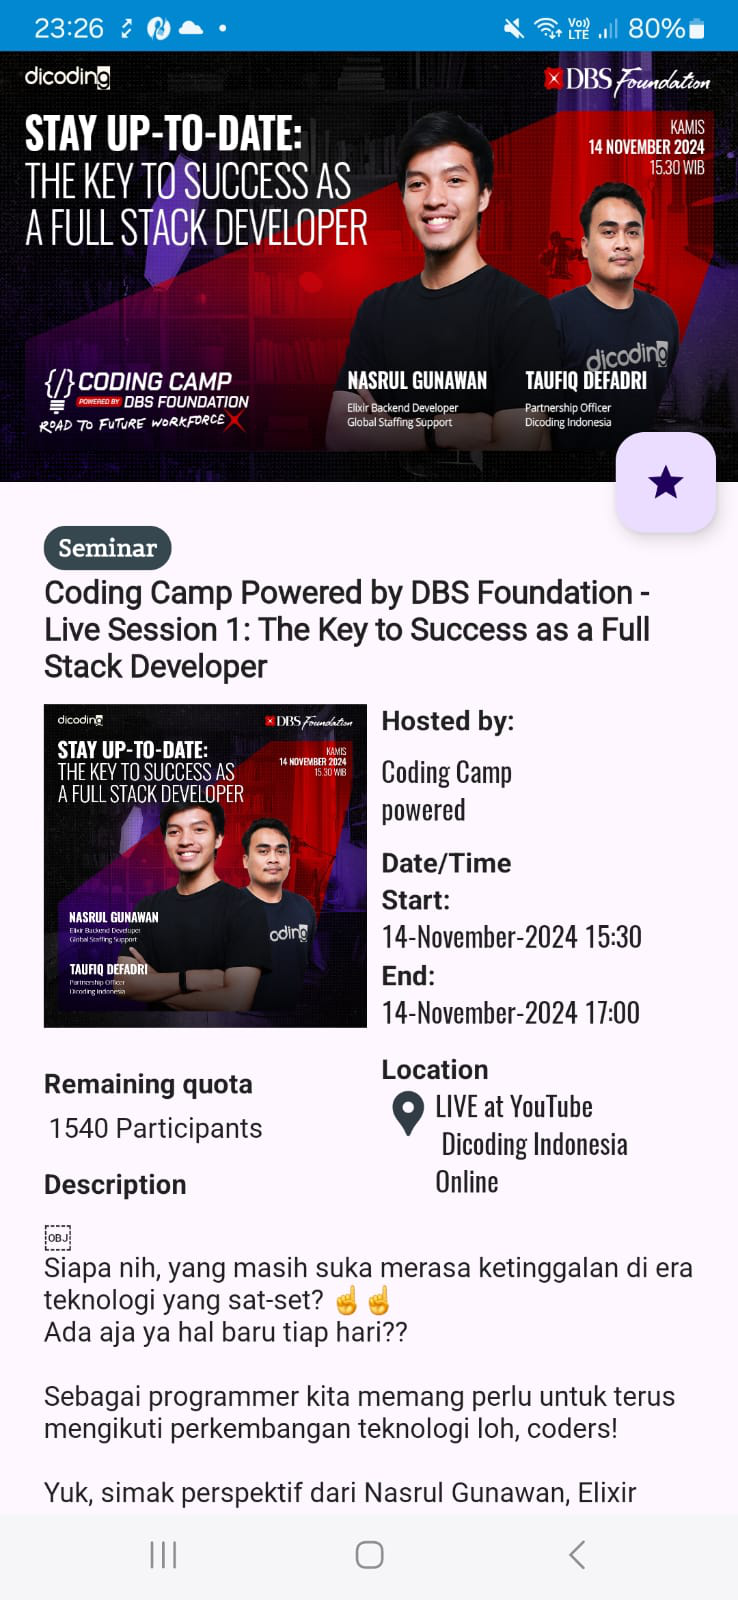 23:26
Vo))
LTE
80%
dicoding
DBS Foundation
STAY UP-TO-DATE:
THE KEY TO SUCCESS AS
A FULL STACK DEVELOPER
KAMIS
14 NOVEMBER 2024
15.30 WIB
dicoding
{/} CODING CAMP
POWERED BY DBS FOUNDATION
ROAD TO FUTURE WORKFORCE
NASRUL GUNAWAN
Elixir Backend Developer
Global Staffing Support
TAUFIQ DEFADRI
Partnership Officer
Dicoding Indonesia
Seminar
Coding Camp Powered by DBS Foundation -
Live Session 1: The Key to Success as a Full
Stack Developer
dicoding
DBS Foundation
STAY UP-TO-DATE:
THE KEY TO SUCCESS AS
A FULL STACK DEVELOPER
KAMIS
14 NOVEMBER 2024
15.30 WIB
NASRUL GUNAWAN
Elixir Backend Developer
Global Staffing Support
oding
TAUFIQ DEFADRI
Partnership Officer
Dicoding Indonesia
Hosted by:
Coding Camp
powered
Date/Time
Start:
14-November-2024 15:30
End:
14-November-2024 17:00
Remaining quota
1540 Participants
Location
LIVE at YouTube
Dicoding Indonesia
Online
Description
OBJ
Siapa nih, yang masih suka merasa ketinggalan di era
teknologi yang sat-set? ☝️☝️
Ada aja ya hal baru tiap hari??
Sebagai programmer kita memang perlu untuk terus
mengikuti perkembangan teknologi loh, coders!
Yuk, simak perspektif dari Nasrul Gunawan, Elixir